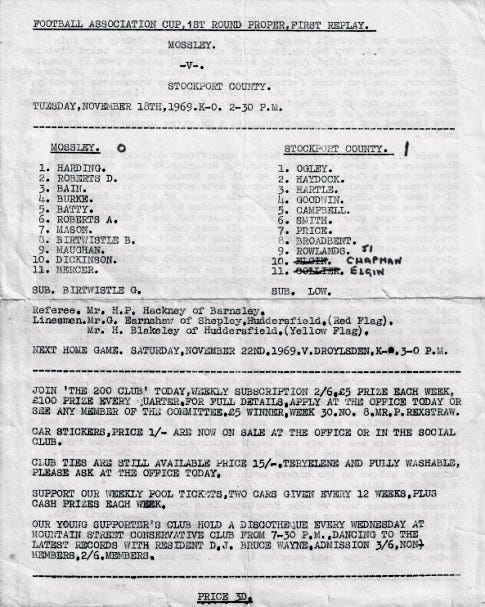 FOOTBALL ASSOCIATION CUP,1ST ROUND PROPER,FIRST REPLAY.
MOSSLEY.
-V-.
STOCKPORT COUNTY.
TUESDAY,NOVEMBER 18TH,1969.K-O. 2-30 P.M.
MOSSLEY. 0
1. HARDING.
2. ROBERTS D.
3. BAIN.
4. BURKE.
5. BATTY.
6. ROBERTS A.
7. MASON.
8. BIRTWISTLE B.
9. MAUGHAN.
10. DICKINSON.
11. MERCER.
SUB. BIRTWISTLE G.
STOCKPORT COUNTY. 1
1. OGLEY.
2. HAYDOCK.
3. HARTLE.
4. GOODWIN.
5. CAMPBELL.
6. SMITH.
7. PRICE.
8. BROADBENT.
9. ROWLANDS. 51
10. ELGIN. CHAPMAN
11. COLLIER. ELGIN
SUB. LOW.
Referee. Mr. H.P. Hackney of Barnsley.
Linesmen.Mr.G. Earnshaw of Shepley,Huddersfield.(Red Flag).
Mr. H. Blakeley of Huddersfield.(Yellow Flag).
NEXT HOME GAME. SATURDAY,NOVEMBER 22ND.1969.V.DROYLSDEN.K-O.3-0 P.M.
JOIN 'THE 200 CLUB' TODAY,WEEKLY SUBSCRIPTION 2/6.£5 PRIZE EACH WEEK,
£100 PRIZE EVERY QUARTER.FOR FULL DETAILS,APPLY AT THE OFFICE TODAY OR
SEE ANY MEMBER OF THE COMMITTEE.£5 WINNER,WEEK 30.NO. 8.MR.P.REXSTRAW.
CAR STICKERS,PRICE 1/- ARE NOW ON SALE AT THE OFFICE OR IN THE SOCIAL
CLUB.
CLUB TIES ARE STILL AVAILABLE PRICE 15/-.TERYELENE AND FULLY WASHABLE,
PLEASE ASK AT THE OFFICE TODAY.
SUPPORT OUR WEEKLY POOL TICKETS,TWO CARS GIVEN EVERY 12 WEEKS,PLUS
CASH PRIZES EACH WEEK.
OUR YOUNG SUPPORTER'S CLUB HOLD A DISCOTHEQUE EVERY WEDNESDAY AT
MOUNTAIN STREET CONSERVATIVE CLUB FROM 7-30 P.M..DANCING TO THE
LATEST RECORDS WITH RESIDENT D.J. BRUCE WAYNE,ADMISSION 3/6,NON-
MEMBERS,2/6.MEMBERS.
PRICE 3D.